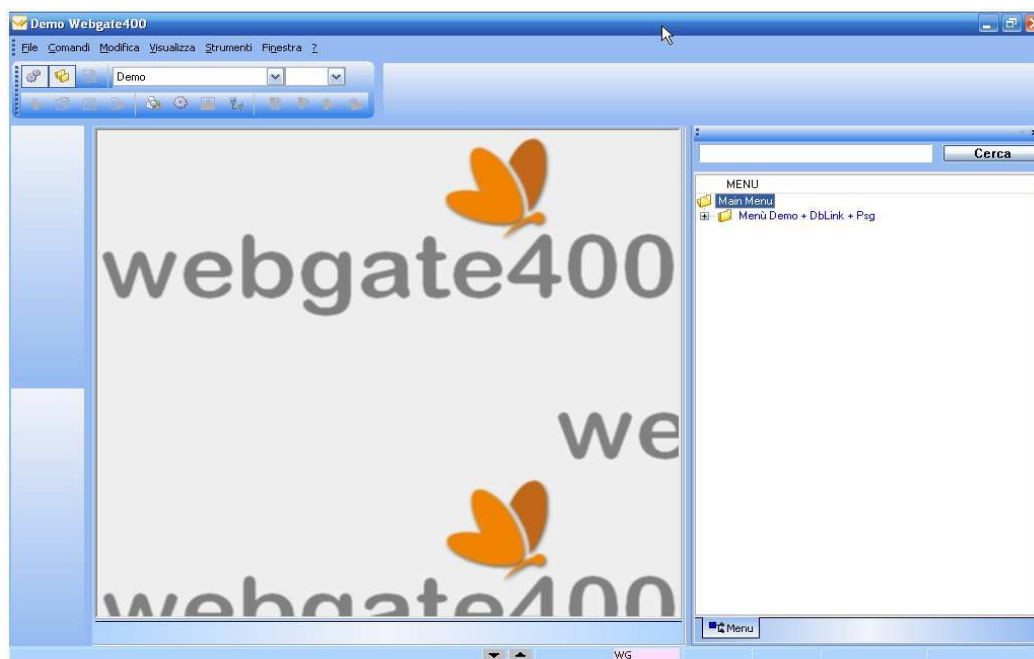 Demo Webgate400
File Comandi Modifica Visualizza Strumenti Finestra ?
Demo
Cerca
MENU
Main Menu
Menù Demo + DbLink + Psg
webgate400
we
webgate400
Menu
WG